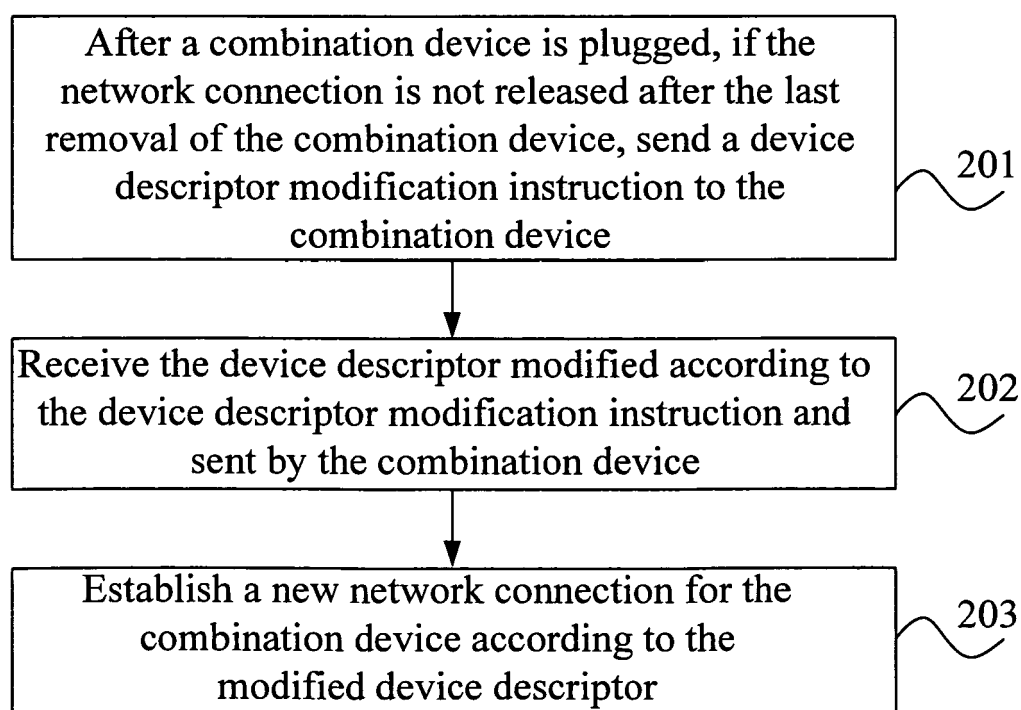 After a combination device is plugged, if the
network connection is not released after the last
removal of the combination device, send a device
descriptor modification instruction to the
combination device
201
Receive the device descriptor modified according to
the device descriptor modification instruction and
sent by the combination device
202
Establish a new network connection for the
combination device according to the
modified device descriptor
203